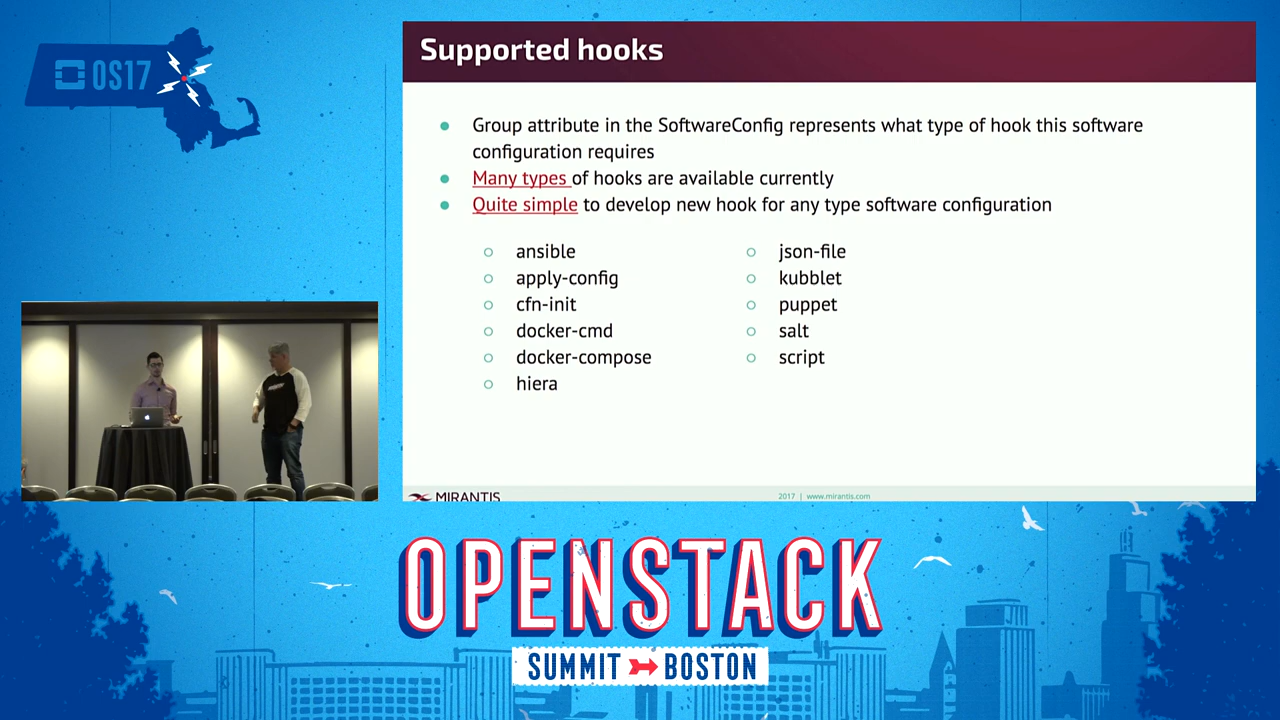 OS17
Supported hooks
Group attribute in the SoftwareConfig represents what type of hook this software
configuration requires
Many types of hooks are available currently
Quite simple to develop new hook for any type software configuration
ansible
apply-config
cfn-init
docker-cmd
docker-compose
hiera
json-file
kubblet
puppet
salt
script
MIRANTIS
2017 | www.mirantis.com
OPENSTACK
SUMMIT BOSTON